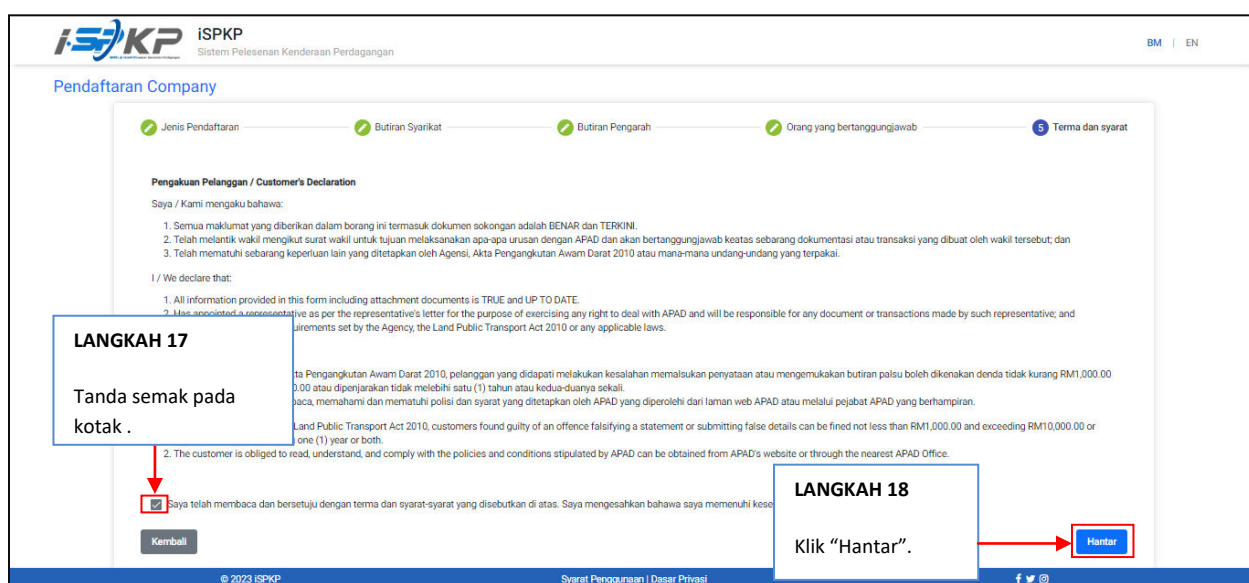 iSPKP
iSPKP
Sistem Pelesenan Kenderaan Perdagangan
BM | EN
Pendaftaran Company
Jenis Pendaftaran
Butiran Syarikat
Butiran Pengarah
Orang yang bertanggungjawab
5 Terma dan syarat
Pengakuan Pelanggan / Customer's Declaration
Saya / Kami mengaku bahawa:
1. Semua maklumat yang diberikan dalam borang ini termasuk dokumen sokongan adalah BENAR dan TERKINI.
2. Telah melantik wakil mengikut surat wakil untuk tujuan melaksanakan apa-apa urusan dengan APAD dan akan bertanggungjawab keatas sebarang dokumentasi atau transaksi yang dibuat oleh wakil tersebut; dan
3. Telah mematuhi sebarang keperluan lain yang ditetapkan oleh Agensi, Akta Pengangkutan Awam Darat 2010 atau mana-mana undang-undang yang terpakai.
I / We declare that:
1. All information provided in this form including attachment documents is TRUE and UP TO DATE.
2. Has appointed a representative as per the representative's letter for the purpose of exercising any right to deal with APAD and will be responsible for any document or transactions made by such representative; and
set by the Agency, the Land Public Transport Act 2010 or any applicable laws.
LANGKAH 17
Tanda semak pada
kotak .
Pengangkutan Awam Darat 2010, pelanggan yang didapati melakukan kesalahan memalsukan penyataan atau mengemukakan butiran palsu boleh dikenakan denda tidak kurang RM1,000.00
atau dipenjarakan tidak melebihi satu (1) tahun atau kedua-duanya sekali.
memahami dan mematuhi polisi dan syarat yang ditetapkan oleh APAD yang diperolehi dari laman web APAD atau melalui pejabat APAD yang berhampiran.
Land Public Transport Act 2010, customers found guilty of an offence falsifying a statement or submitting false details can be fined not less than RM1,000.00 and exceeding RM10,000.00 or
one (1) year or both.
2. The customer is obliged to read, understand, and comply with the policies and conditions stipulated by APAD can be obtained from APAD's website or through the nearest APAD Office.
Saya telah membaca dan bersetuju dengan terma dan syarat-syarat yang disebutkan di atas. Saya mengesahkan bahawa saya memenuhi
LANGKAH 18
Klik “Hantar”.
Kembali
Hantar
© 2023 iSPKP
Syarat Penggunaan | Dasar Privasi